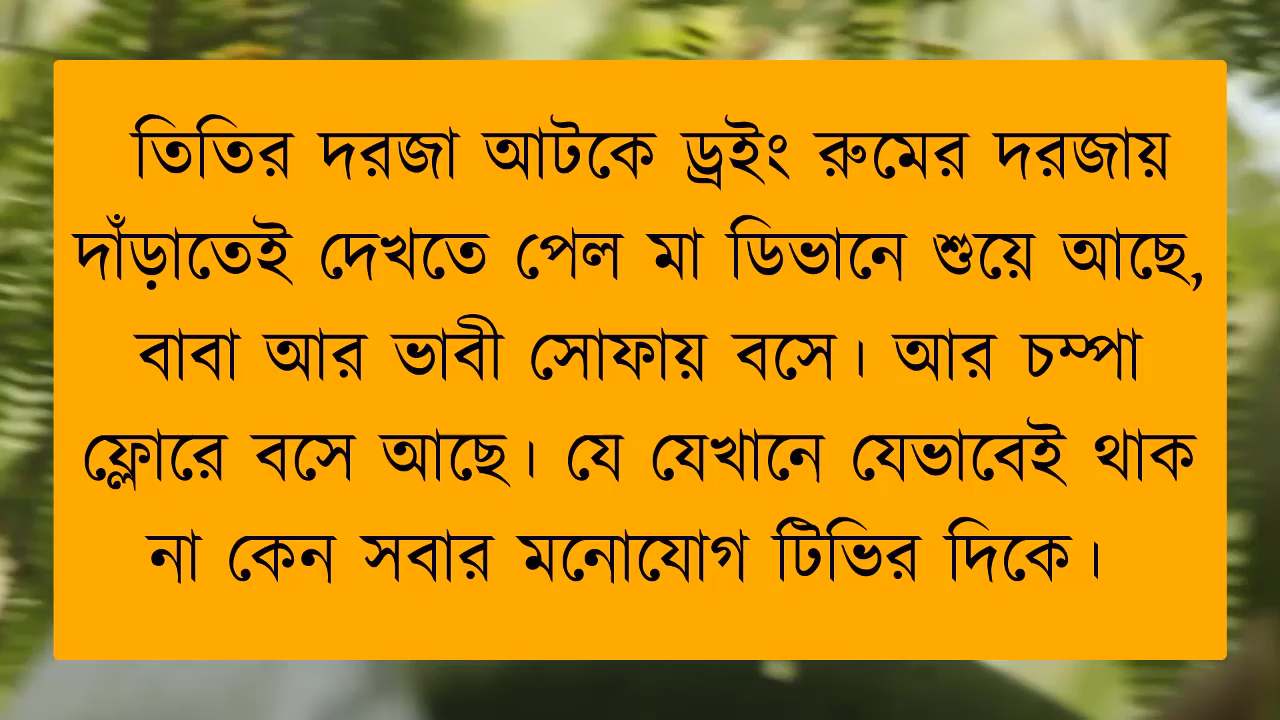 তিতির দরজা আটকে ড্রইং রুমের দরজায়
দাঁড়াতেই দেখতে পেল মা ডিভানে শুয়ে আছে,
বাবা আর ভাবী সোফায় বসে। আর চম্পা
ফ্লোরে বসে আছে। যে যেখানে যেভাবেই থাক
না কেন সবার মনোযোগ টিভির দিকে।